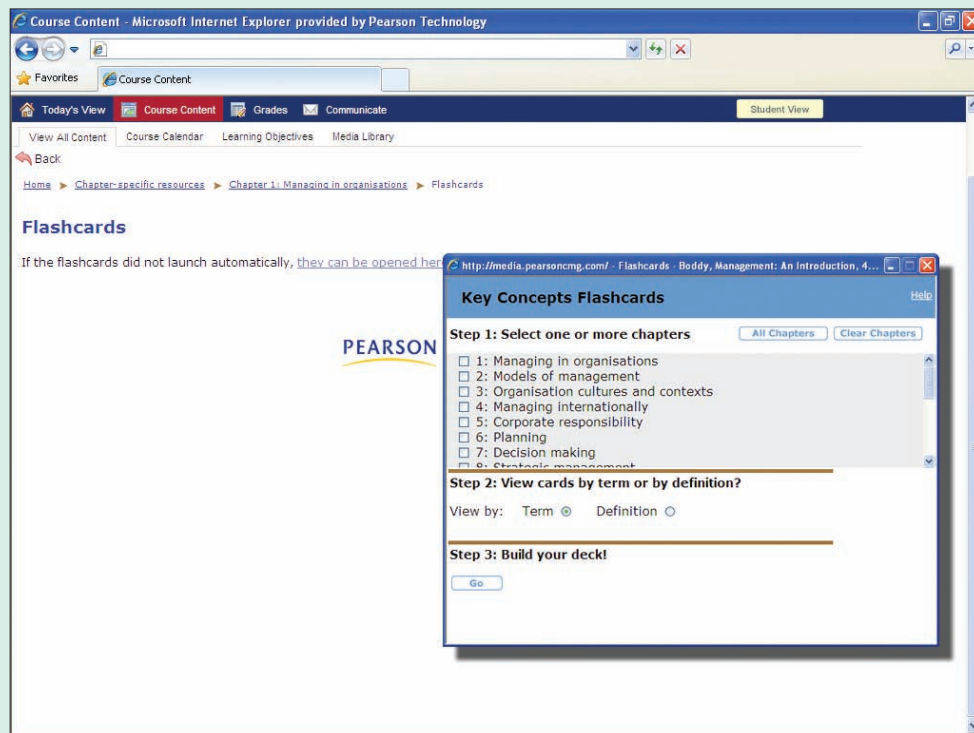 Course Content - Microsoft Internet Explorer provided by Pearson Technology
Favorites Course Content
Today's View Course Content Grades Communicate Student View
View All Content Course Calendar Learning Objectives Media Library
Back
Home Chapter-specific resources Chapter 1: Managing in organisations Flashcards
Flashcards
If the flashcards did not launch automatically, they can be opened here
PEARSON
http://media.pearsoncmg.com/ - Flashcards - Boddy, Management: An Introduction, 4...
Key Concepts Flashcards Help
Step 1: Select one or more chapters All Chapters Clear Chapters
1: Managing in organisations
2: Models of management
3: Organisation cultures and contexts
4: Managing internationally
5: Corporate responsibility
6: Planning
7: Decision making
8: Strategic management
Step 2: View cards by term or by definition?
View by: Term Definition
Step 3: Build your deck!
Go